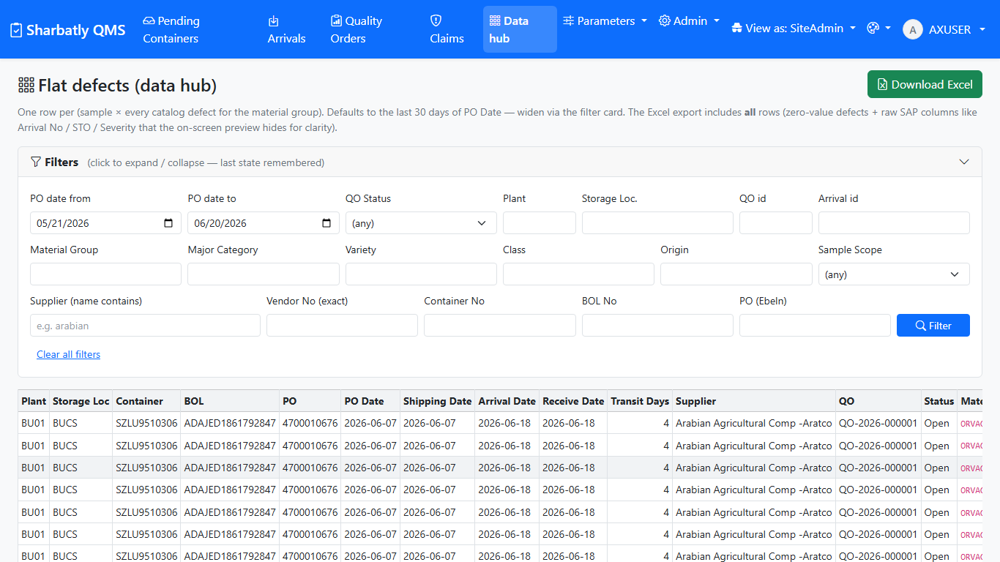 Sharbatly QMS
Pending Containers
Arrivals
Quality Orders
Claims
Data hub
Parameters
Admin
View as: SiteAdmin
A AXUSER
Flat defects (data hub)
Download Excel
One row per (sample × every catalog defect for the material group). Defaults to the last 30 days of PO Date — widen via the filter card. The Excel export includes all rows (zero-value defects + raw SAP columns like
Arrival No / STO / Severity that the on-screen preview hides for clarity).
Filters (click to expand / collapse — last state remembered)
PO date from PO date to QO Status Plant Storage Loc. QO id Arrival id
05/21/2026 06/20/2026 (any)
Material Group Major Category Variety Class Origin Sample Scope
(any)
Supplier (name contains) Vendor No (exact) Container No BOL No PO (Ebeln)
e.g. arabian Filter
Clear all filters
Plant Storage Loc Container BOL PO PO Date Shipping Date Arrival Date Receive Date Transit Days Supplier QO Status Mate
BU01 BUCS SZLU9510306 ADAJED1861792847 4700010676 2026-06-07 2026-06-07 2026-06-18 2026-06-18 4 Arabian Agricultural Comp -Aratco QO-2026-000001 Open ORVAC
BU01 BUCS SZLU9510306 ADAJED1861792847 4700010676 2026-06-07 2026-06-07 2026-06-18 2026-06-18 4 Arabian Agricultural Comp -Aratco QO-2026-000001 Open ORVAC
BU01 BUCS SZLU9510306 ADAJED1861792847 4700010676 2026-06-07 2026-06-07 2026-06-18 2026-06-18 4 Arabian Agricultural Comp -Aratco QO-2026-000001 Open ORVAC
BU01 BUCS SZLU9510306 ADAJED1861792847 4700010676 2026-06-07 2026-06-07 2026-06-18 2026-06-18 4 Arabian Agricultural Comp -Aratco QO-2026-000001 Open ORVAC
BU01 BUCS SZLU9510306 ADAJED1861792847 4700010676 2026-06-07 2026-06-07 2026-06-18 2026-06-18 4 Arabian Agricultural Comp -Aratco QO-2026-000001 Open ORVAC
BU01 BUCS SZLU9510306 ADAJED1861792847 4700010676 2026-06-07 2026-06-07 2026-06-18 2026-06-18 4 Arabian Agricultural Comp -Aratco QO-2026-000001 Open ORVAC
BU01 BUCS SZLU9510306 ADAJED1861792847 4700010676 2026-06-07 2026-06-07 2026-06-18 2026-06-18 4 Arabian Agricultural Comp -Aratco QO-2026-000001 Open ORVAC